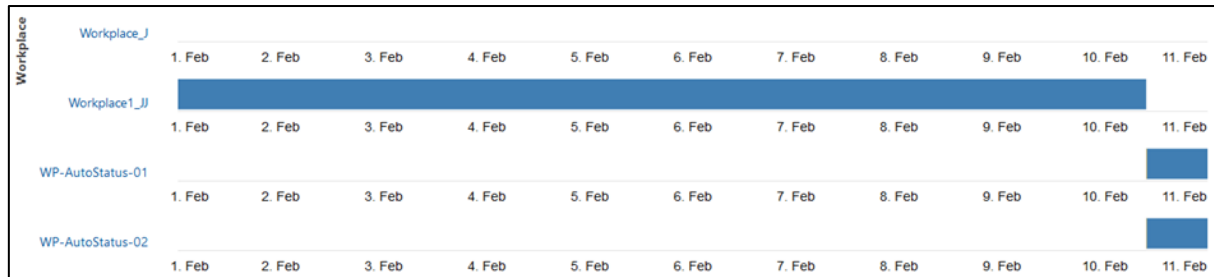 Workplace
Workplace_J
1. Feb 2. Feb 3. Feb 4. Feb 5. Feb 6. Feb 7. Feb 8. Feb 9. Feb 10. Feb 11. Feb
Workplace1_JJ
1. Feb 2. Feb 3. Feb 4. Feb 5. Feb 6. Feb 7. Feb 8. Feb 9. Feb 10. Feb 11. Feb
WP-AutoStatus-01
1. Feb 2. Feb 3. Feb 4. Feb 5. Feb 6. Feb 7. Feb 8. Feb 9. Feb 10. Feb 11. Feb
WP-AutoStatus-02
1. Feb 2. Feb 3. Feb 4. Feb 5. Feb 6. Feb 7. Feb 8. Feb 9. Feb 10. Feb 11. Feb